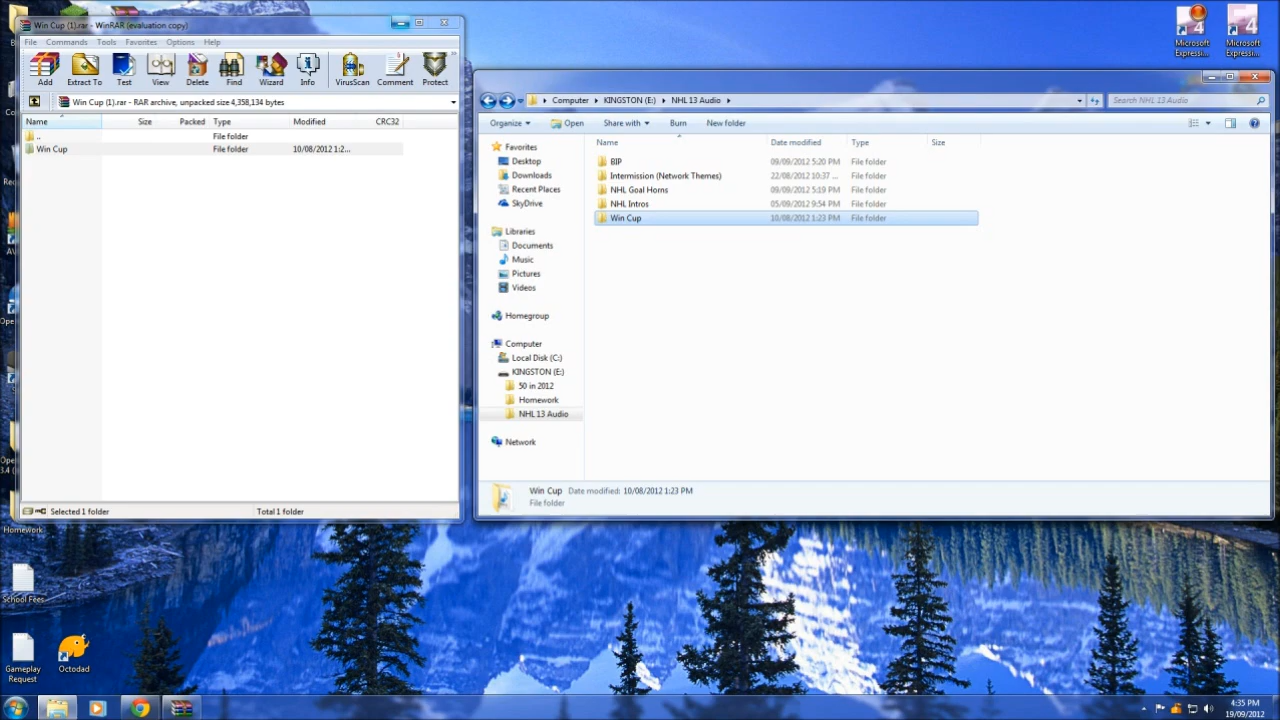 Win Cup (1).rar - WinRAR (evaluation copy)
File Commands Tools Favorites Options Help
Add Extract To Test View Delete Find Wizard Info VirusScan Comment Protect
Win Cup (1).rar - RAR archive, unpacked size 4,358,134 bytes
Name Size Packed Type Modified CRC32
.. File folder
Win Cup File folder 10/08/2012 1:2...
Selected 1 folder Total 1 folder
Microsoft Expressi...
Microsoft Expressi...
Computer KINGSTON (E:) NHL 13 Audio Search NHL 13 Audio
Organize Open Share with Burn New folder
Name Date modified Type Size
BIP 09/09/2012 5:20 PM File folder
Intermission (Network Themes) 22/08/2012 10:37 ... File folder
NHL Goal Horns 09/09/2012 5:19 PM File folder
NHL Intros 05/09/2012 9:54 PM File folder
Win Cup 10/08/2012 1:23 PM File folder
Favorites
Desktop
Downloads
Recent Places
SkyDrive
Libraries
Documents
Music
Pictures
Videos
Homegroup
Computer
Local Disk (C:)
KINGSTON (E:)
50 in 2012
Homework
NHL 13 Audio
Network
Win Cup Date modified: 10/08/2012 1:23 PM
File folder
Homework
School Fees
Gameplay Request
Octodad
4:35 PM
19/09/2012